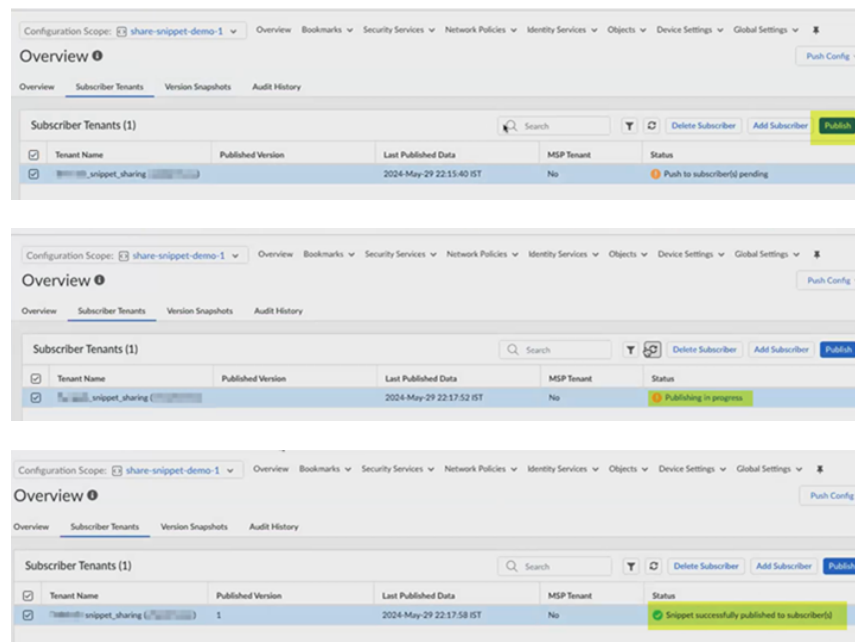 Configuration Scope: share-snippet-demo-1 Overview Bookmarks Security Services Network Policies Identity Services Objects Device Settings Global Settings
Overview
Push Config
Overview Subscriber Tenants Version Snapshots Audit History
Subscriber Tenants (1) Search Delete Subscriber Add Subscriber Publish
Tenant Name Published Version Last Published Data MSP Tenant Status
_snippet_sharing 2024-May-29 22:15:40 IST No Push to subscriber(s) pending
Configuration Scope: share-snippet-demo-1 Overview Bookmarks Security Services Network Policies Identity Services Objects Device Settings Global Settings
Overview
Push Config
Overview Subscriber Tenants Version Snapshots Audit History
Subscriber Tenants (1) Search Delete Subscriber Add Subscriber Publish
Tenant Name Published Version Last Published Data MSP Tenant Status
_snippet_sharing ( 2024-May-29 22:17:52 IST No Publishing in progress
Configuration Scope: share-snippet-demo-1 Overview Bookmarks Security Services Network Policies Identity Services Objects Device Settings Global Settings
Overview
Push Config
Overview Subscriber Tenants Version Snapshots Audit History
Subscriber Tenants (1) Search Delete Subscriber Add Subscriber Publish
Tenant Name Published Version Last Published Data MSP Tenant Status
snippet_sharing ( ) 1 2024-May-29 22:17:58 IST No Snippet successfully published to subscriber(s)